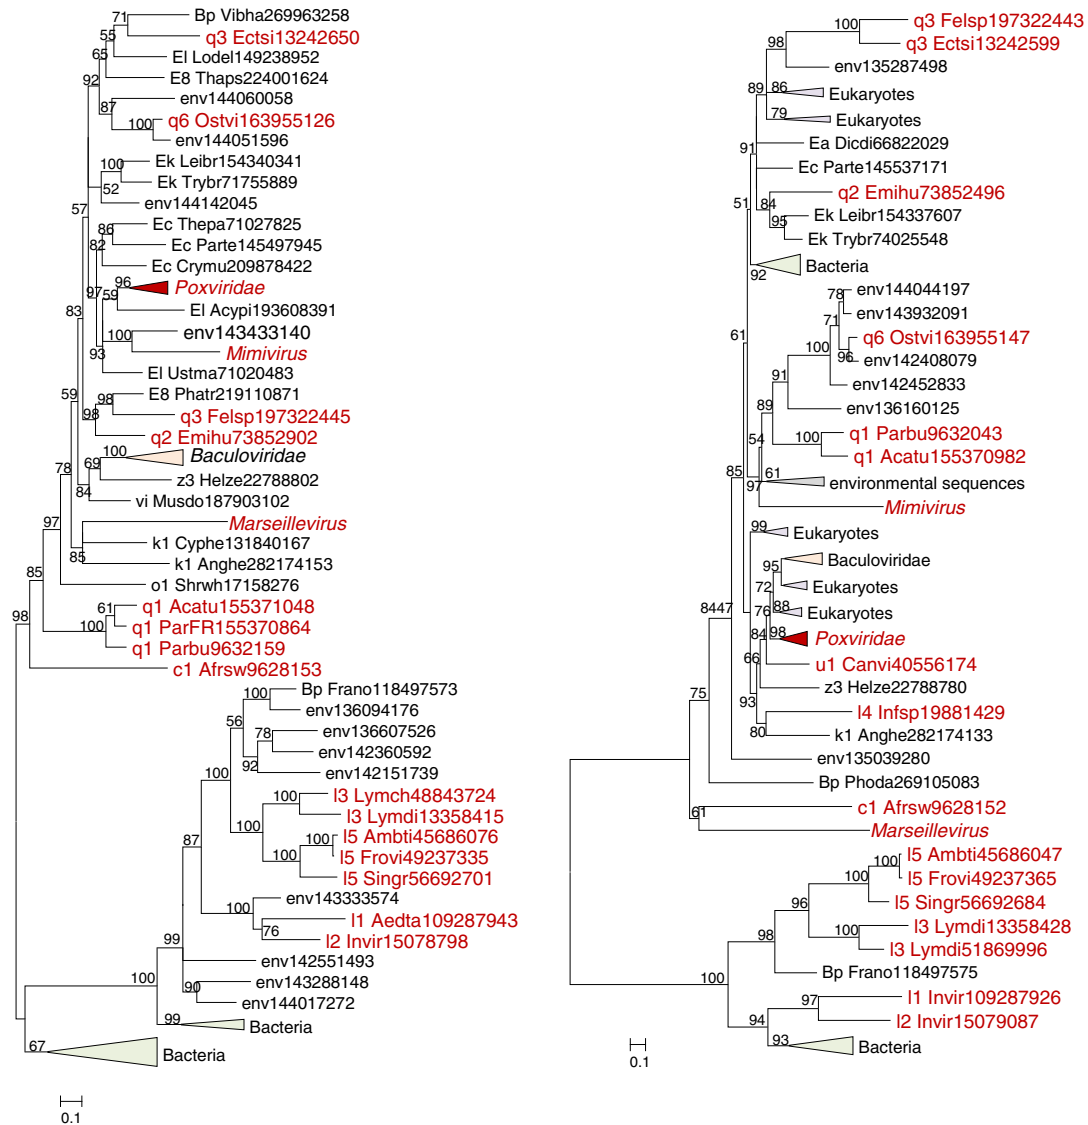 71
Bp Vibha269963258
55
q3 Ectsi13242650
65
El Lodel149238952
E8 Thaps224001624
92
env144060058
87
100
q6 Ostvi163955126
env144051596
100
Ek Leibr154340341
52
Ek Trybr71755889
env144142045
57
86
Ec Thepa71027825
82
Ec Parte145497945
Ec Crymu209878422
97
59
96
Poxviridae
El Acypi193608391
83
100
env143433140
93
Mimivirus
El Ustma71020483
59
98
98
E8 Phatr219110871
q3 Felsp197322445
q2 Emihu73852902
100
Baculoviridae
78
69
z3 Helze22788802
84
vi Musdo187903102
97
Marseillevirus
k1 Cyphe131840167
85
k1 Anghe282174153
85
o1 Shrwh17158276
61
q1 Acatu155371048
98
100
q1 ParFR155370864
q1 Parbu9632159
c1 Afrsw9628153
100
Bp Frano118497573
env136094176
56
78
env136607526
92
env142360592
100
env142151739
100
l3 Lymch48843724
100
l3 Lymdi13358415
87
100
l5 Ambti45686076
100
l5 Frovi49237335
l5 Singr56692701
100
env143333574
l1 Aedta109287943
76
l2 Invir15078798
99
env142551493
100
90
env143288148
env144017272
99
Bacteria
67
Bacteria
0.1
100
q3 Felsp197322443
98
q3 Ectsi13242599
env135287498
89
86
Eukaryotes
79
Eukaryotes
91
Ea Dicdi66822029
Ec Parte145537171
51
84
q2 Emihu73852496
95
Ek Leibr154337607
Ek Trybr74025548
92
Bacteria
78
env144044197
71
env143932091
61
100
96
q6 Ostvi163955147
env142408079
91
env142452833
89
env136160125
54
100
q1 Parbu9632043
q1 Acatu155370982
85
97
61
environmental sequences
Mimivirus
99
Eukaryotes
95
Baculoviridae
72
Eukaryotes
8447
76
88
Eukaryotes
84
98
Poxviridae
66
u1 Canvi40556174
z3 Helze22788780
75
93
l4 Infsp19881429
80
k1 Anghe282174133
env135039280
Bp Phoda269105083
61
c1 Afrsw9628152
Marseillevirus
100
l5 Ambti45686047
100
l5 Frovi49237365
96
l5 Singr56692684
98
100
l3 Lymdi13358428
l3 Lymdi51869996
100
Bp Frano118497575
97
l1 Invir109287926
94
l2 Invir15079087
93
Bacteria
0.1